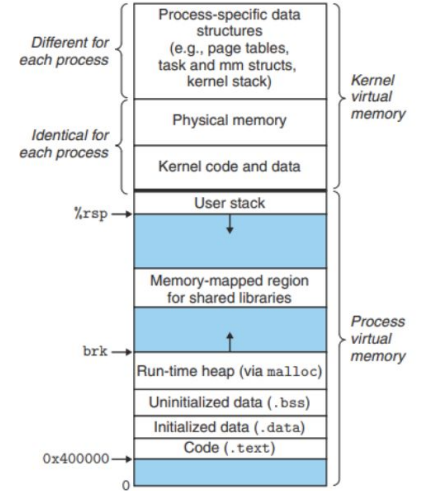 Process-specific data
structures
(e.g., page tables,
task and mm structs,
kernel stack)
Different for
each process
Kernel
virtual
memory
Physical memory
Identical for
each process
Kernel code and data
User stack
%rsp
Memory-mapped region
for shared libraries
Process
virtual
memory
brk
Run-time heap (via malloc)
Uninitialized data (.bss)
Initialized data (.data)
Code (.text)
0x400000
0